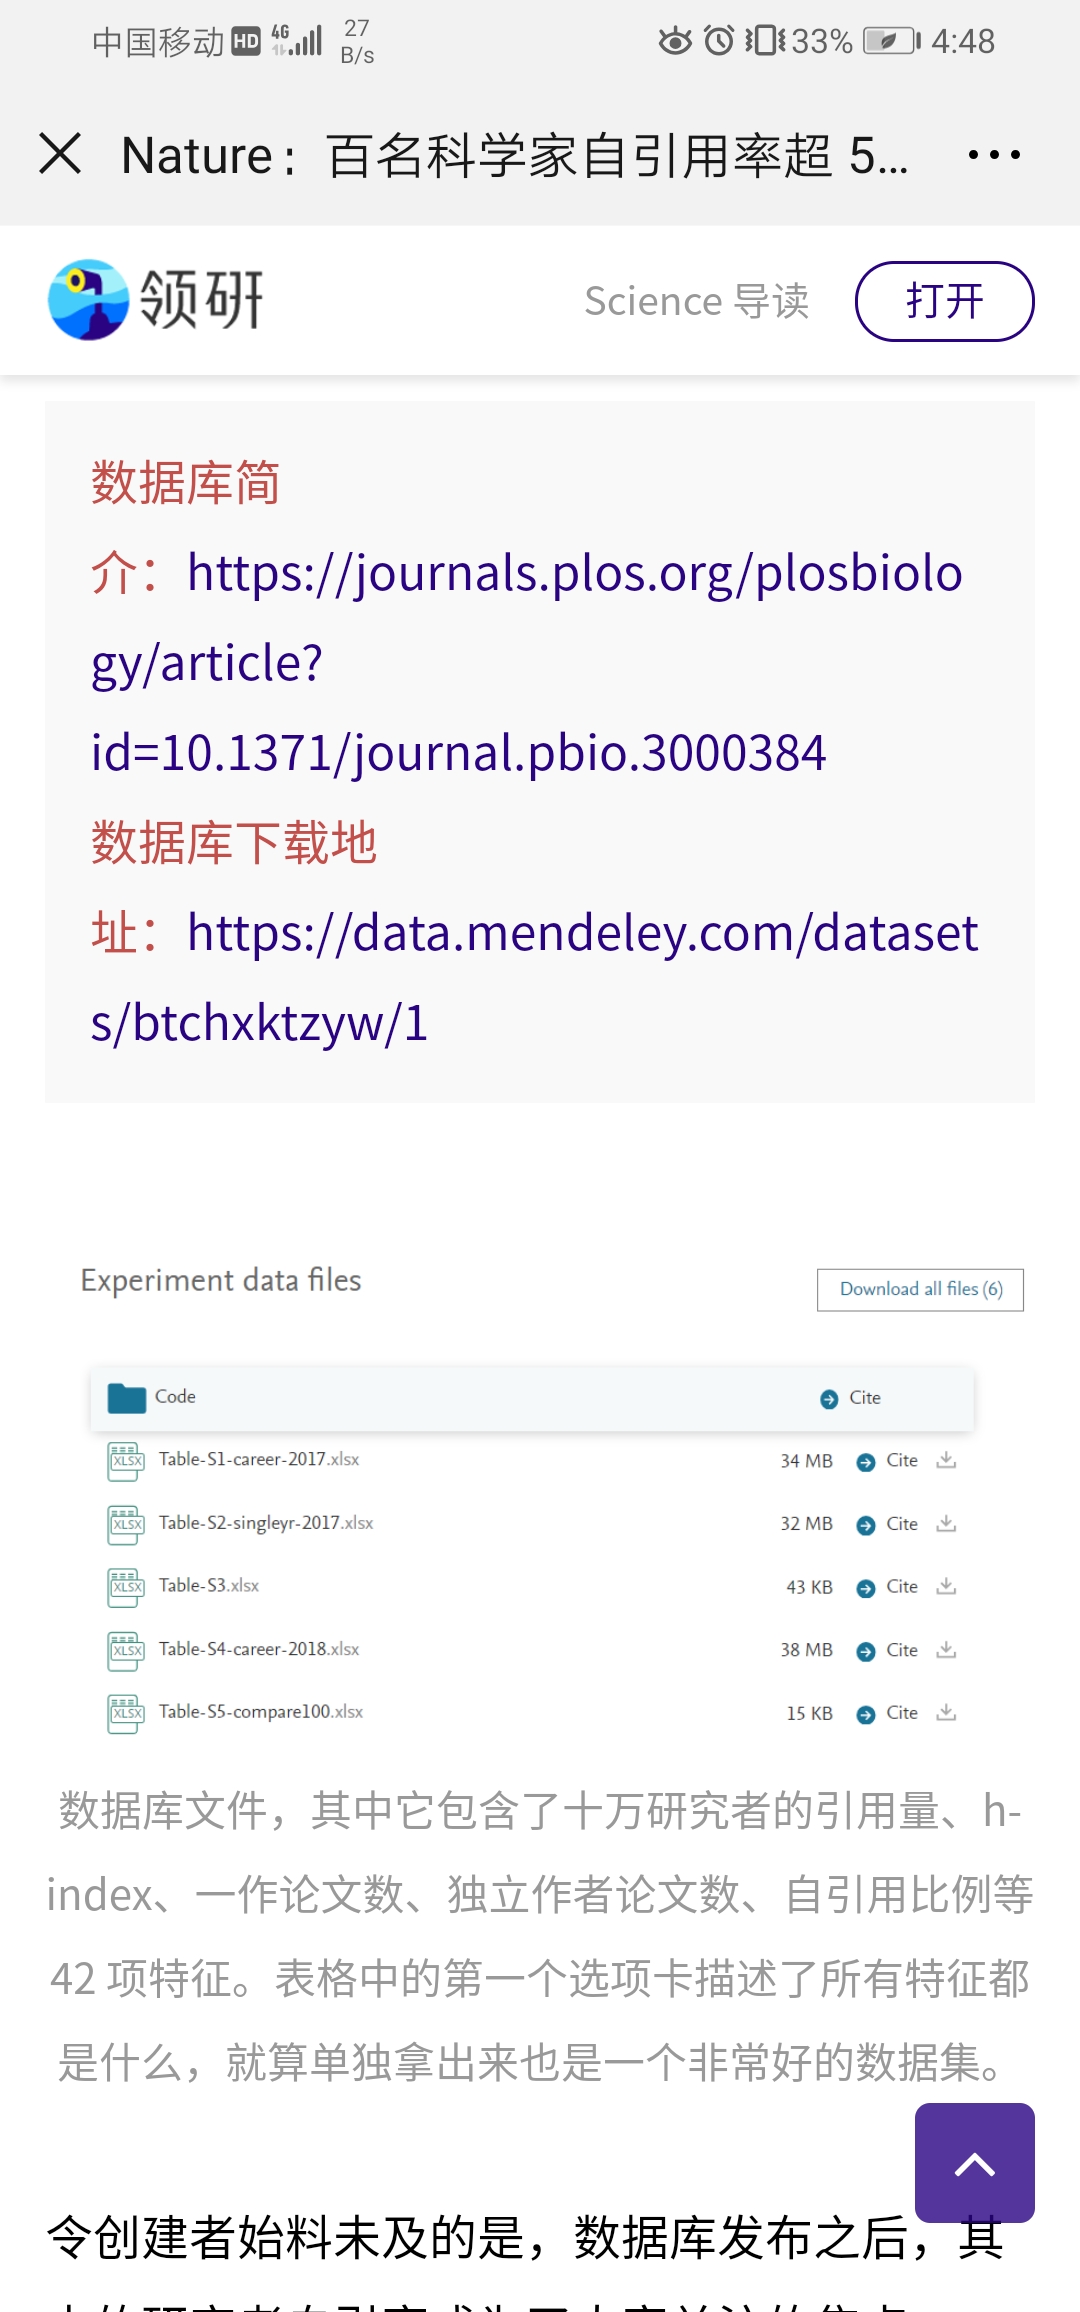 中国移动 HD 4G 27 B/s 33% 4:48
Nature：百名科学家自引用率超 5...
领研 Science 导读 打开
数据库简
介：https://journals.plos.org/plosbiolo
gy/article?
id=10.1371/journal.pbio.3000384
数据库下载地
址：https://data.mendeley.com/dataset
s/btchxktzyw/1
Experiment data files Download all files (6)
Code Cite
XLSX Table-S1-career-2017.xlsx 34 MB Cite
XLSX Table-S2-singleyr-2017.xlsx 32 MB Cite
XLSX Table-S3.xlsx 43 KB Cite
XLSX Table-S4-career-2018.xlsx 38 MB Cite
XLSX Table-S5-compare100.xlsx 15 KB Cite
数据库文件，其中它包含了十万研究者的引用量、h-
index、一作论文数、独立作者论文数、自引用比例等
42 项特征。表格中的第一个选项卡描述了所有特征都
是什么，就算单独拿出来也是一个非常好的数据集。
令创建者始料未及的是，数据库发布之后，其